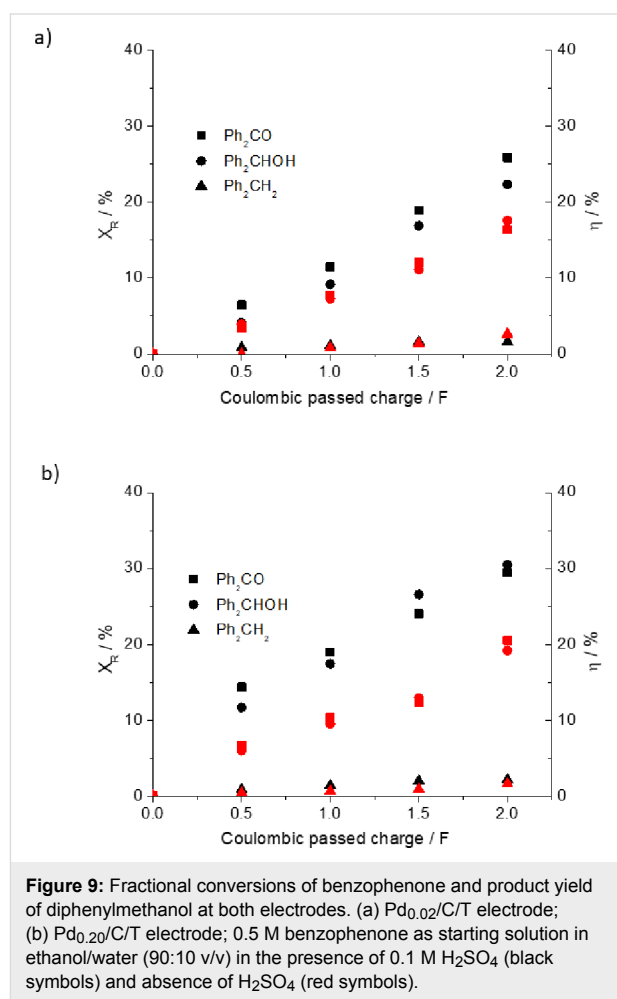 a)
40
30
20
10
0
X_R / %
40
30
20
10
0
η / %
Ph₂CO
Ph₂CHOH
Ph₂CH₂
0.0 0.5 1.0 1.5 2.0
Coulombic passed charge / F
b)
40
30
20
10
0
X_R / %
40
30
20
10
0
η / %
Ph₂CO
Ph₂CHOH
Ph₂CH₂
0.0 0.5 1.0 1.5 2.0
Coulombic passed charge / F
Figure 9: Fractional conversions of benzophenone and product yield
of diphenylmethanol at both electrodes. (a) Pd₀.₀₂/C/T electrode;
(b) Pd₀.₂₀/C/T electrode; 0.5 M benzophenone as starting solution in
ethanol/water (90:10 v/v) in the presence of 0.1 M H₂SO₄ (black
symbols) and absence of H₂SO₄ (red symbols).